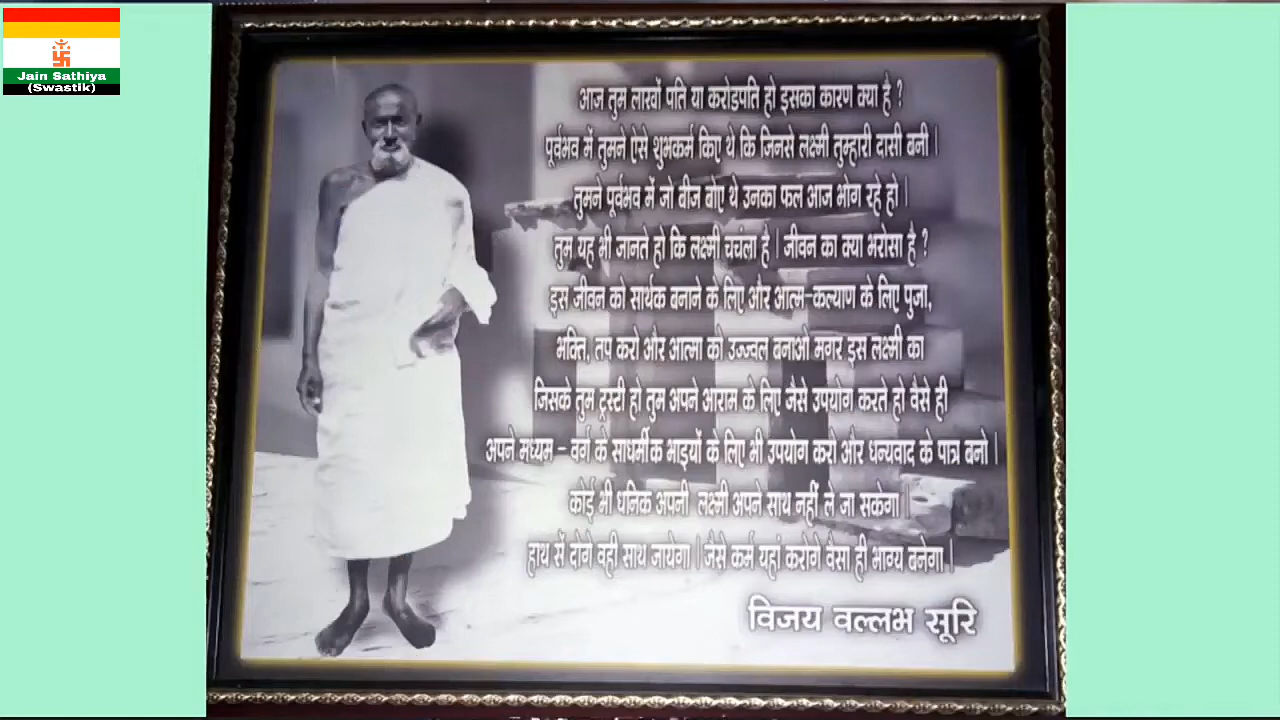 Jain Sathiya
(Swastik)
आज तुम लाखों पति या करोडपति हो इसका कारण क्या है ?
पूर्वभव में तुमने ऐसे शुभकर्म किए थे कि जिनसे लक्ष्मी तुम्हारी दासी बनी |
तुमने पूर्वभव में जो बीज बोए थे उनका फल आज भोग रहे हो |
तुम यह भी जानते हो कि लक्ष्मी चचंला है | जीवन का क्या भरोसा है ?
इस जीवन को सार्थक बनाने के लिए और आत्म-कल्याण के लिए पुजा,
भक्ति, तप करो और आत्मा को उज्ज्वल बनाओ मगर इस लक्ष्मी का
जिसके तुम ट्रस्टी हो तुम अपने आराम के लिए जैसे उपयोग करते हो वैसे ही
अपने मध्यम - वर्ग के साधर्मीक भाइयों के लिए भी उपयोग करो और धन्यवाद के पात्र बनो |
कोई भी धनिक अपनी लक्ष्मी अपने साथ नहीं ले जा सकेगा |
हाथ सें दोगे वही साथ जायेगा | जैसे कर्म यहां करोगे वैसा ही भाग्य बनेगा |
विजय वल्लभ सूरि